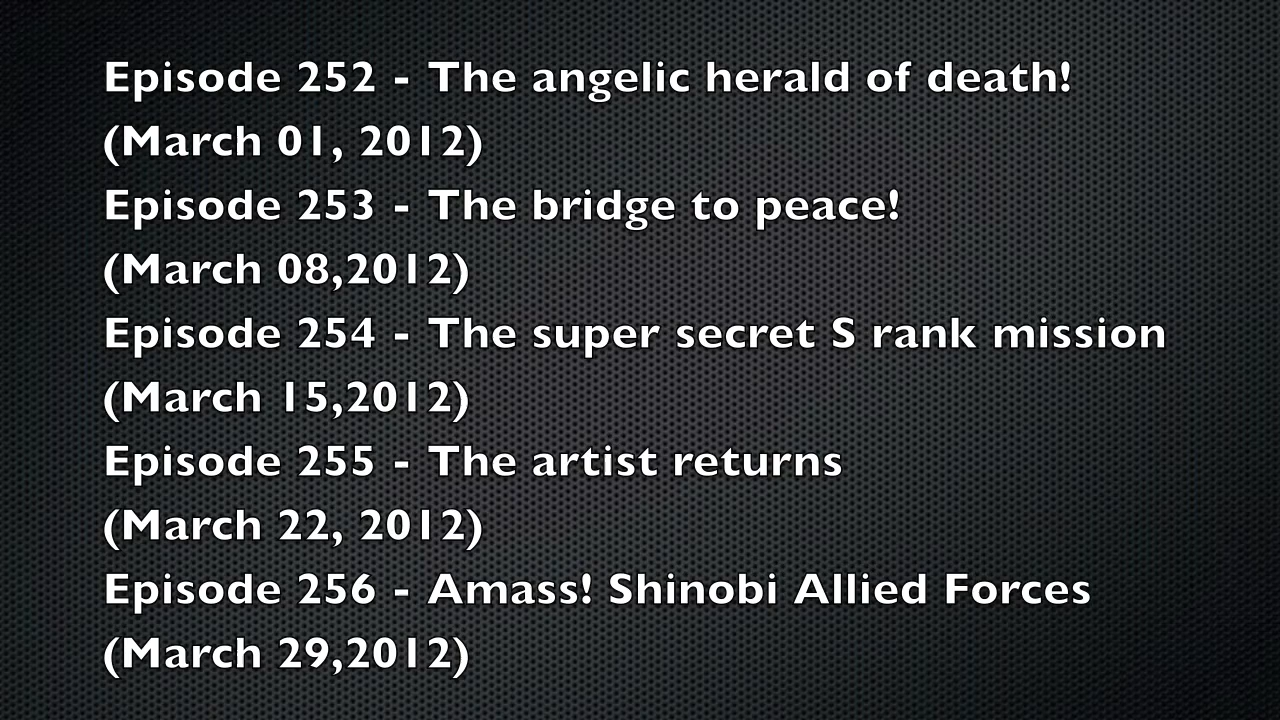 Episode 252 - The angelic herald of death!
(March 01, 2012)
Episode 253 - The bridge to peace!
(March 08,2012)
Episode 254 - The super secret S rank mission
(March 15,2012)
Episode 255 - The artist returns
(March 22, 2012)
Episode 256 - Amass! Shinobi Allied Forces
(March 29,2012)